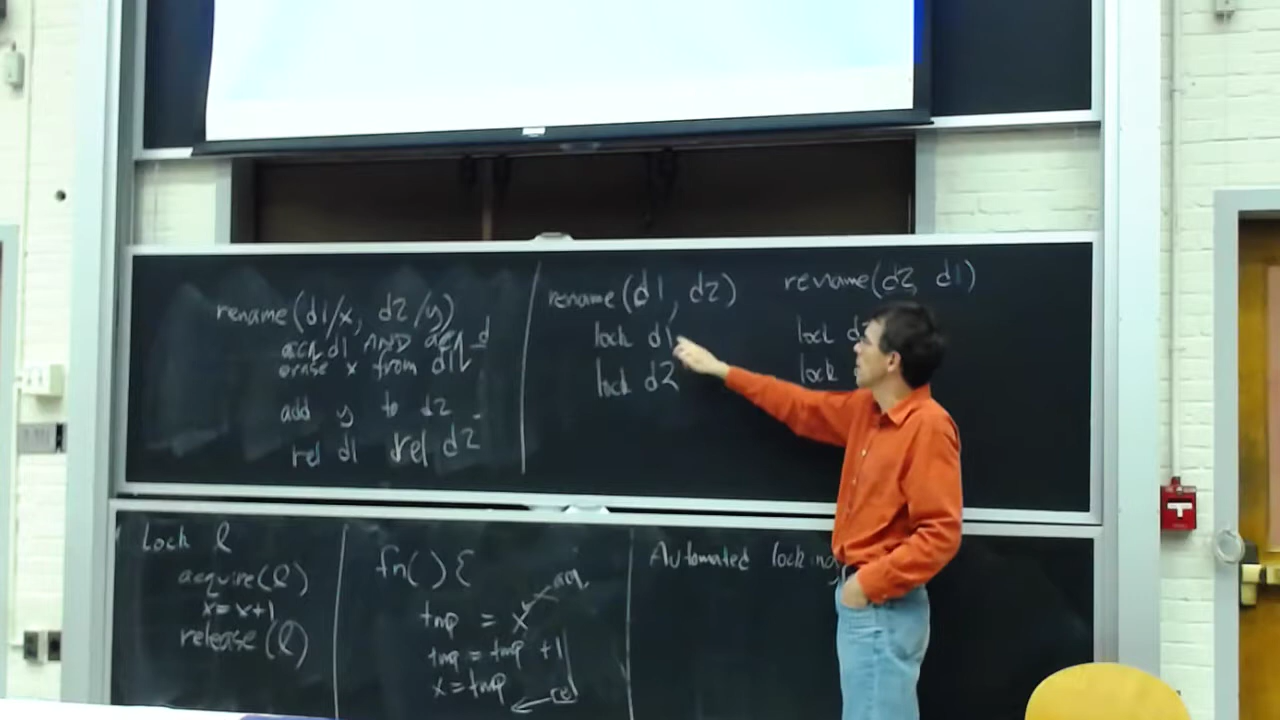 rename(d1/x, d2/y)
acq d1 AND acq d
erase x from d1
add y to d2
rel d1 rel d2
rename(d1, d2)
lock d1
lock d2
rename(d2, d1)
lock
lock
Lock l
acquire(l)
x = x+1
release(l)
fn() {
tmp = x acq
tmp = tmp +1
x = tmp rel
Automated locking